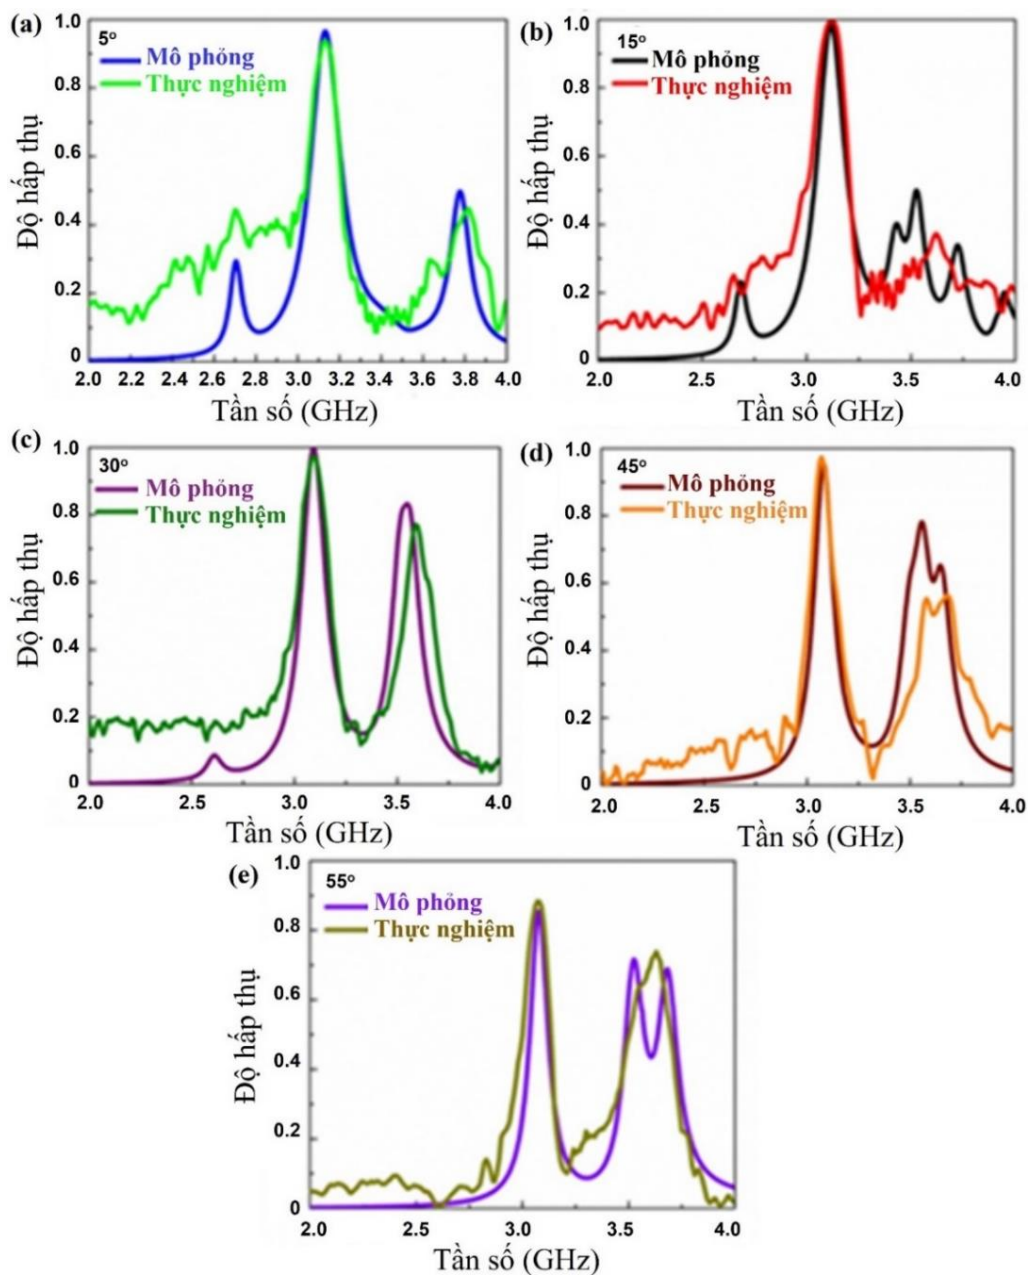 (a)
5°
Mô phỏng
Thực nghiệm
Độ hấp thụ
1.0
0.8
0.6
0.4
0.2
0
2.0 2.2 2.4 2.6 2.8 3.0 3.2 3.4 3.6 3.8 4.0
Tần số (GHz)
(b)
15°
Mô phỏng
Thực nghiệm
Độ hấp thụ
1.0
0.8
0.6
0.4
0.2
0
2.0 2.5 3.0 3.5 4.0
Tần số (GHz)
(c)
30°
Mô phỏng
Thực nghiệm
Độ hấp thụ
1.0
0.8
0.6
0.4
0.2
0
2.0 2.5 3.0 3.5 4.0
Tần số (GHz)
(d)
45°
Mô phỏng
Thực nghiệm
Độ hấp thụ
1.0
0.8
0.6
0.4
0.2
0
2.0 2.5 3.0 3.5 4.0
Tần số (GHz)
(e)
55°
Mô phỏng
Thực nghiệm
Độ hấp thụ
1.0
0.8
0.6
0.4
0.2
0
2.0 2.5 3.0 3.5 4.0
Tần số (GHz)